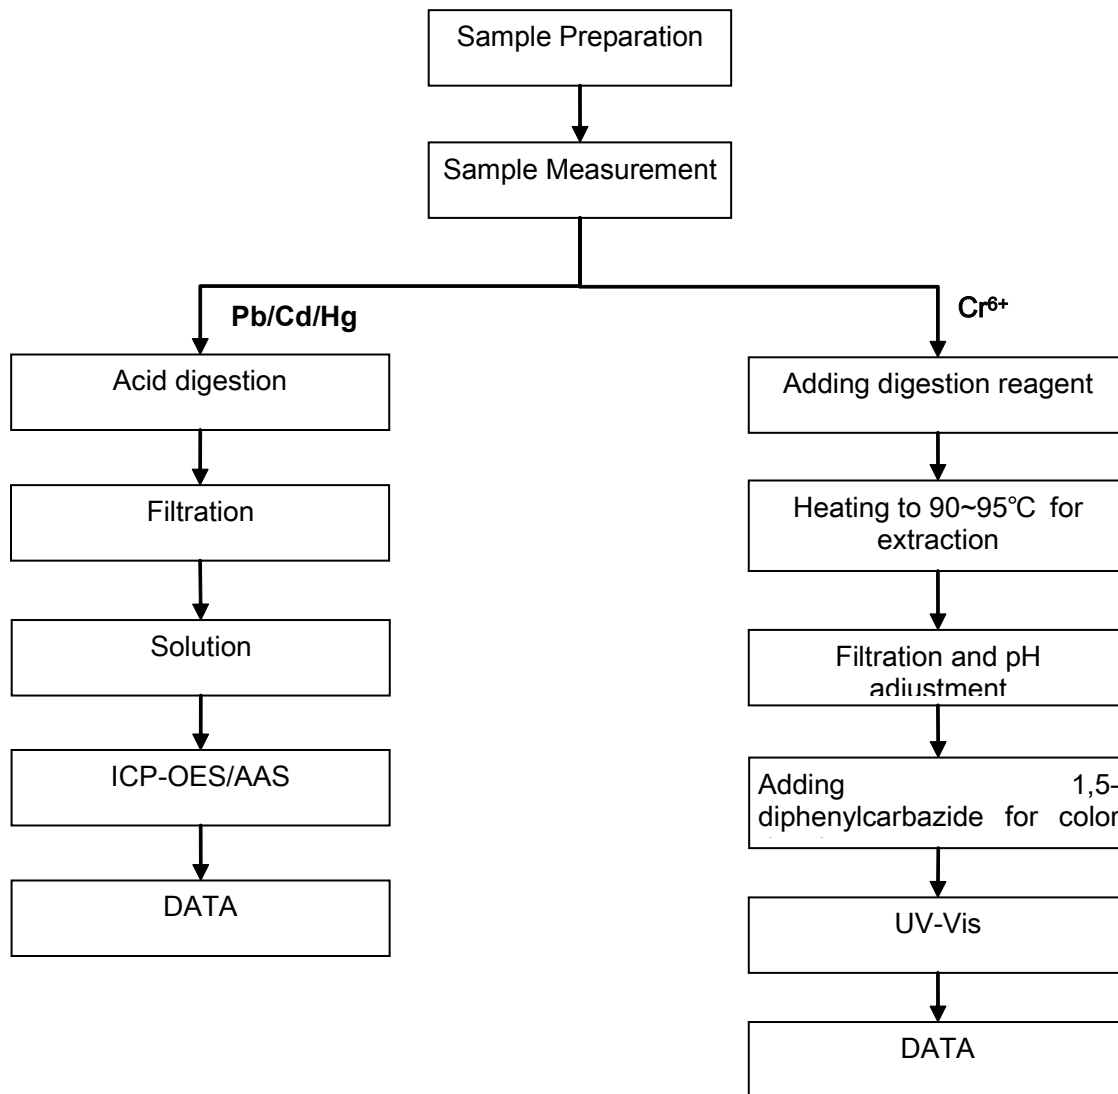 Sample Preparation
Sample Measurement
Pb/Cd/Hg
Acid digestion
Filtration
Solution
ICP-OES/AAS
DATA
Cr⁶⁺
Adding digestion reagent
Heating to 90~95℃ for
extraction
Filtration and pH
adjustment
Adding 1,5-
diphenylcarbazide for color
UV-Vis
DATA